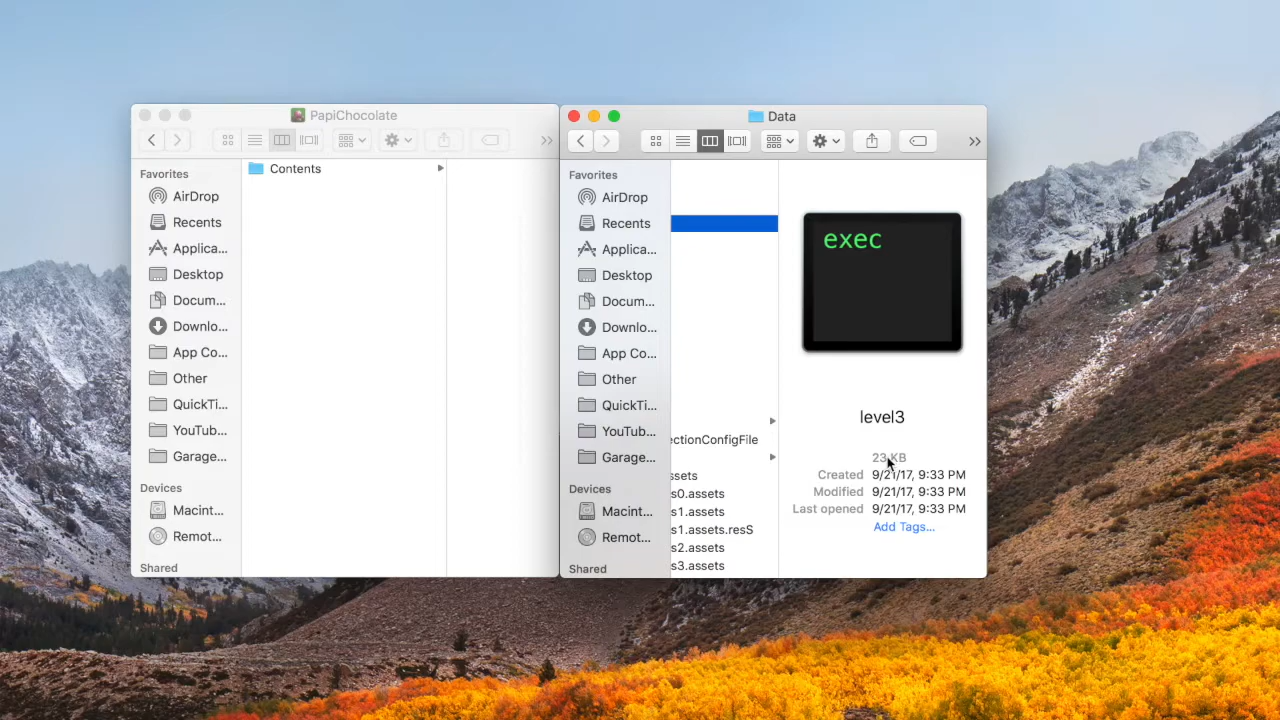 PapiChocolate
Favorites
AirDrop
Recents
Applica...
Desktop
Docum...
Downlo...
App Co...
Other
QuickTi...
YouTub...
Garage...
Devices
Macint...
Remot...
Shared
Contents
Data
Favorites
AirDrop
Recents
Applica...
Desktop
Docum...
Downlo...
App Co...
Other
QuickTi...
YouTub...
Garage...
Devices
Macint...
Remot...
Shared
ectionConfigFile
ssets
s0.assets
s1.assets
s1.assets.resS
s2.assets
s3.assets
exec
level3
23 KB
Created 9/21/17, 9:33 PM
Modified 9/21/17, 9:33 PM
Last opened 9/21/17, 9:33 PM
Add Tags...